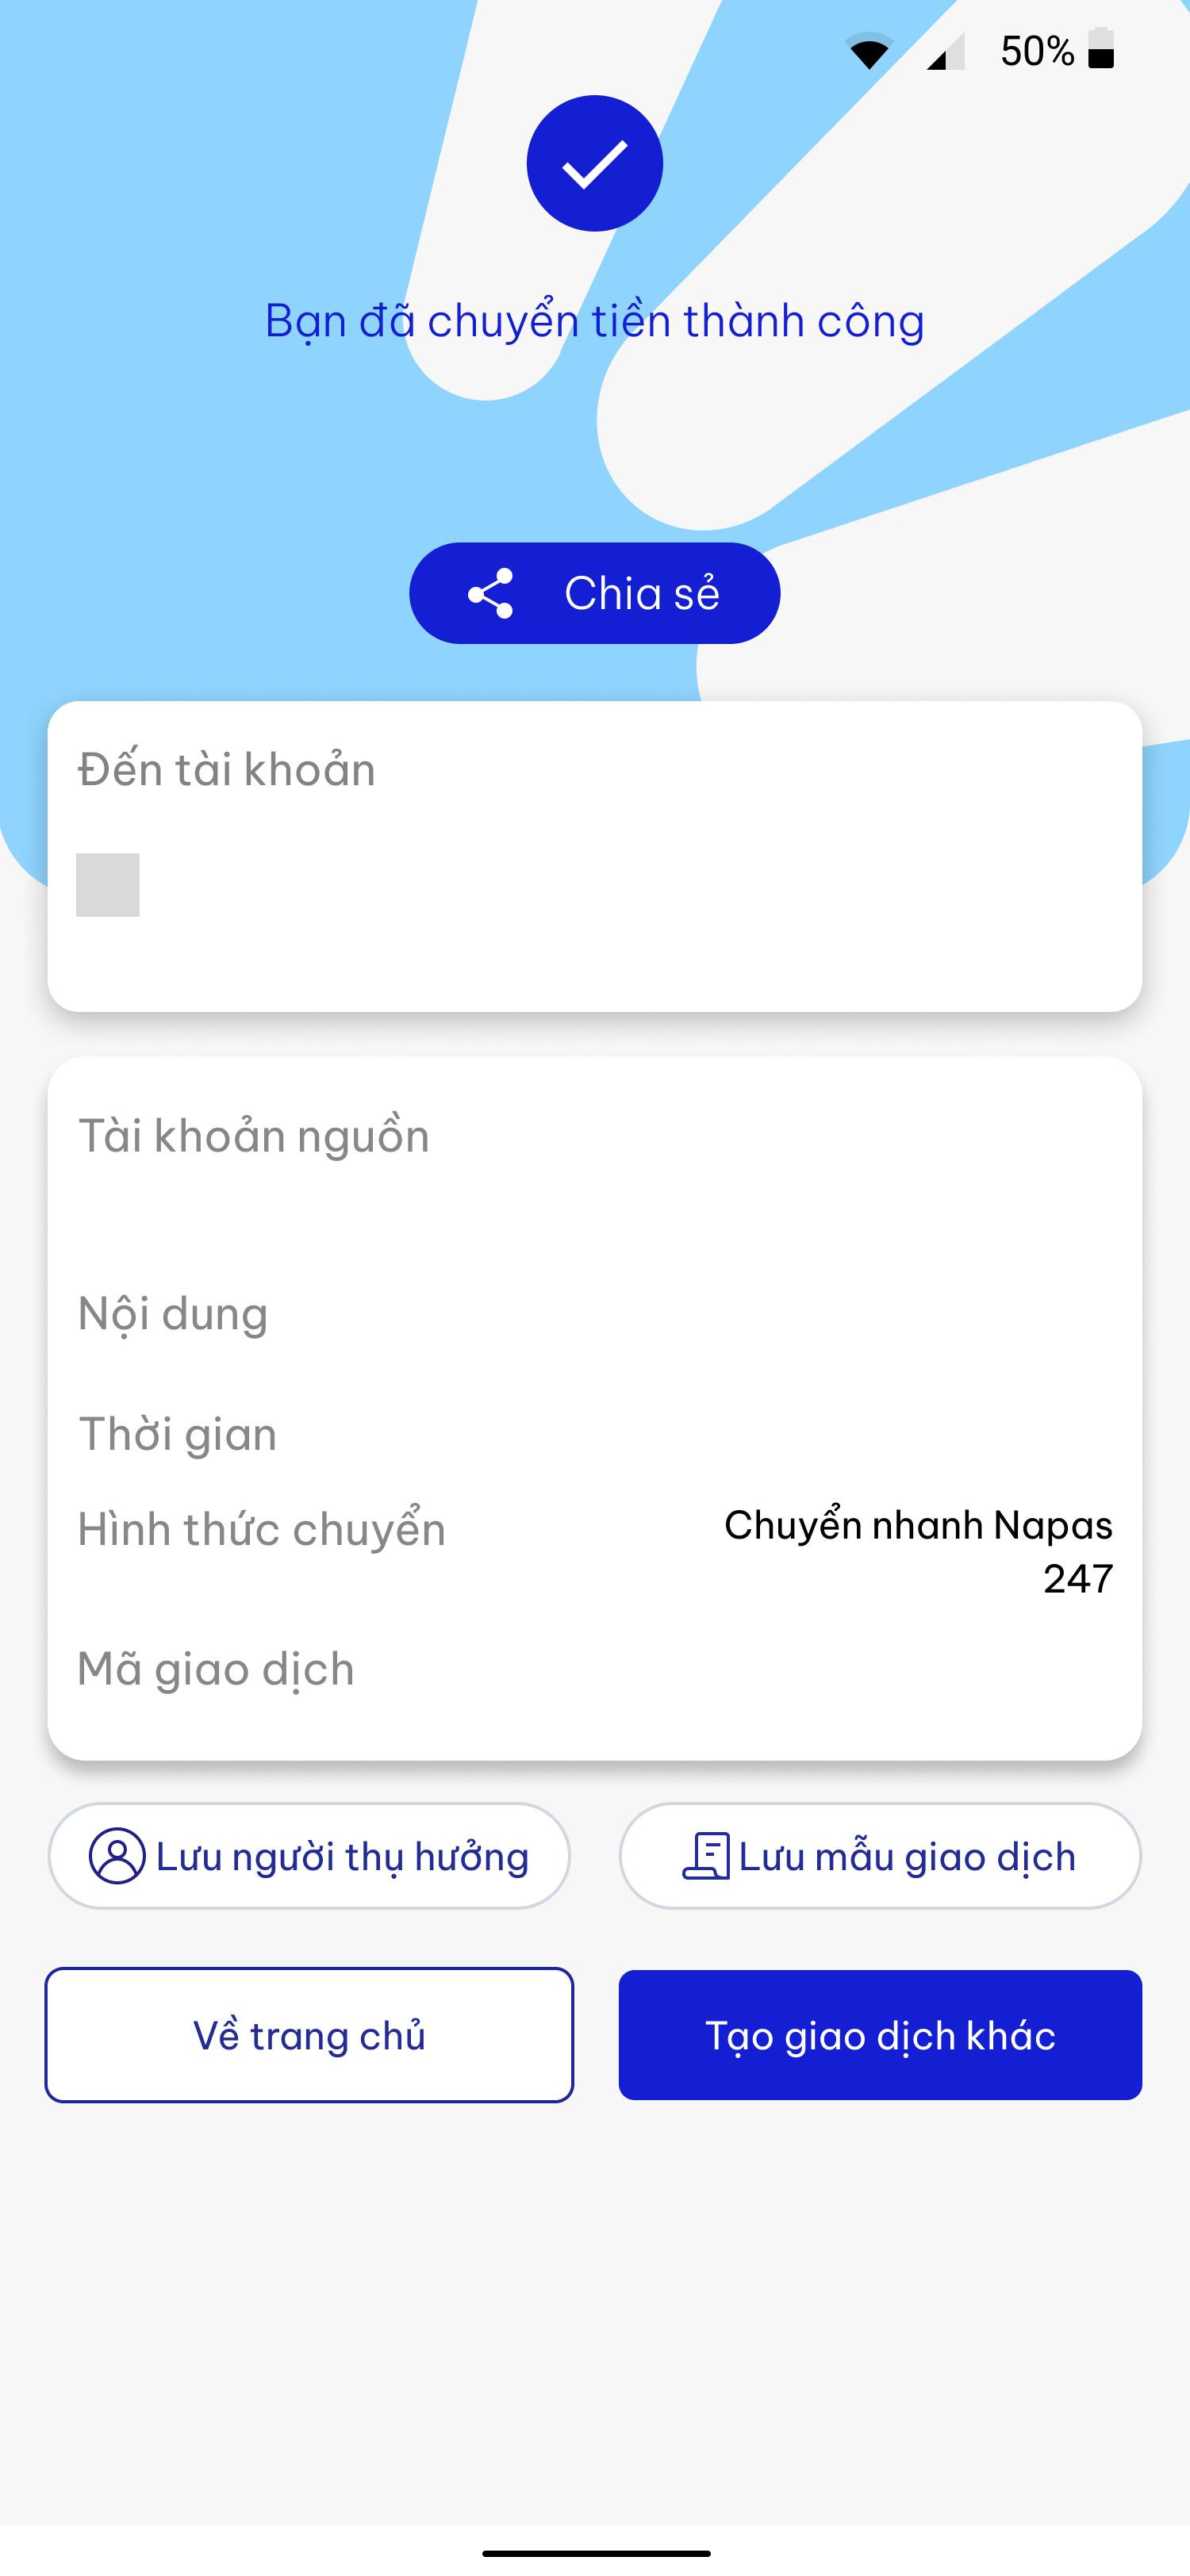 50%
Bạn đã chuyển tiền thành công
Chia sẻ
Đến tài khoản
Tài khoản nguồn
Nội dung
Thời gian
Hình thức chuyển
Chuyển nhanh Napas
247
Mã giao dịch
Lưu người thụ hưởng
Lưu mẫu giao dịch
Về trang chủ
Tạo giao dịch khác